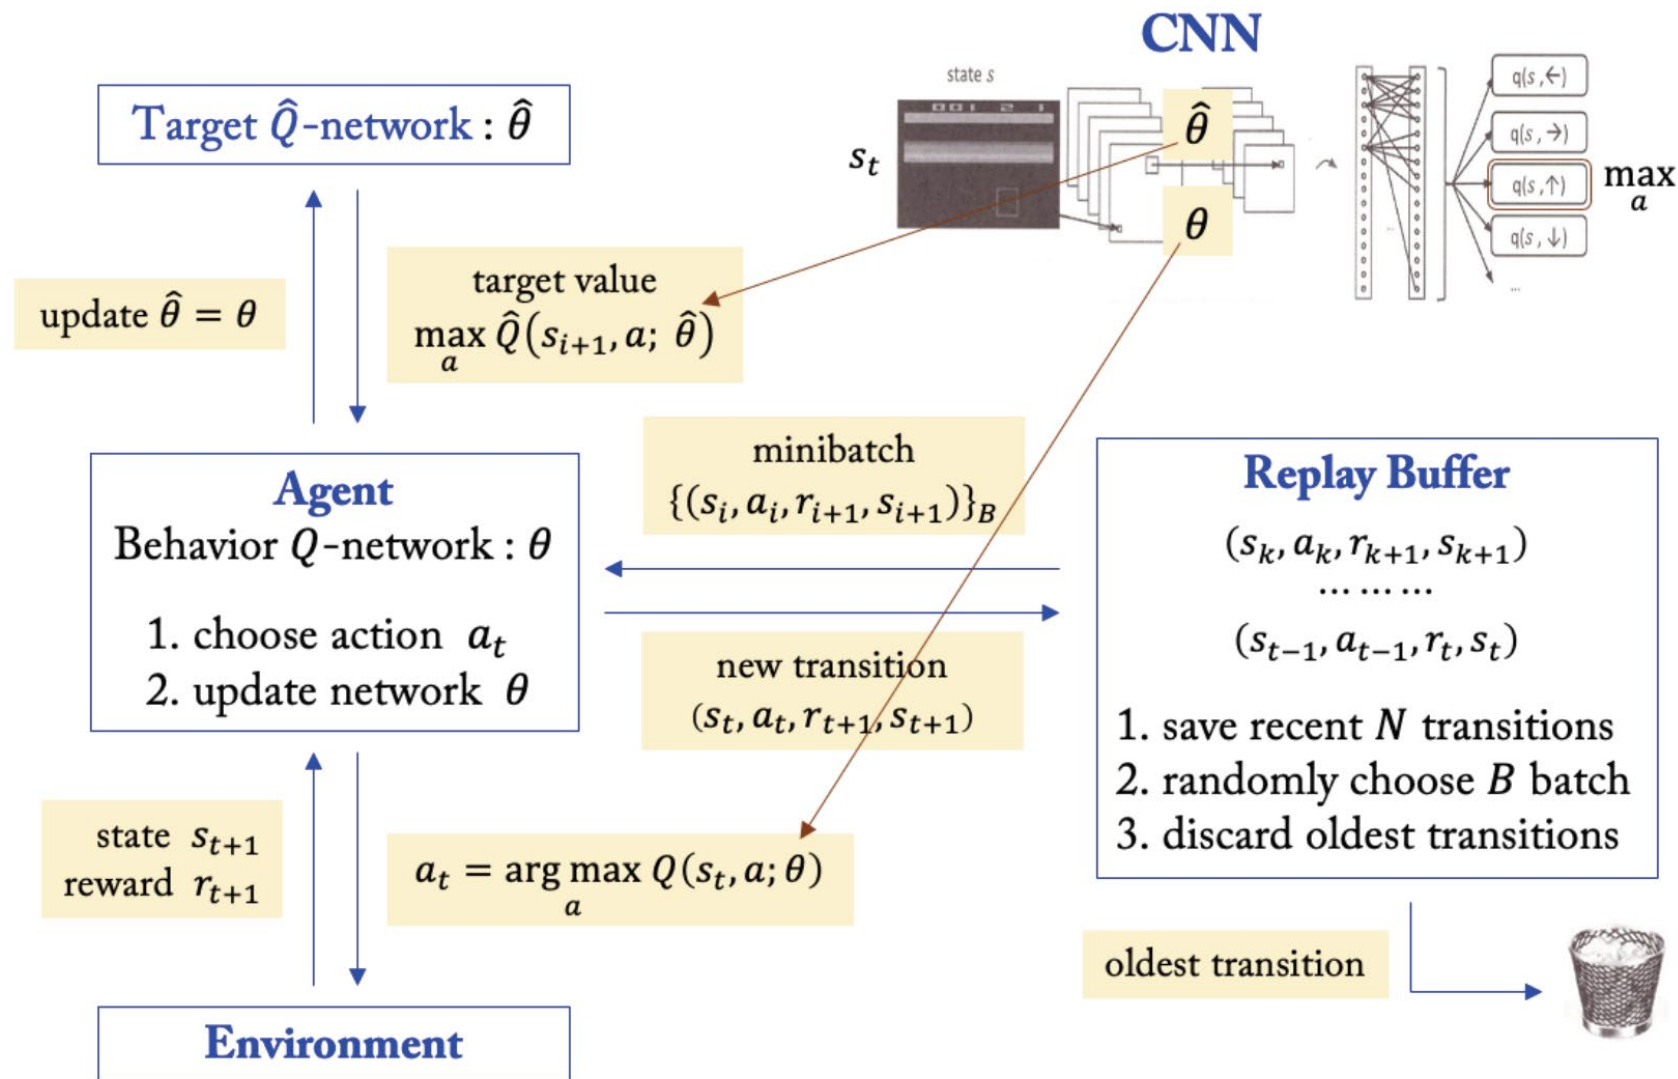 CNN
state s
Target Q̂-network : θ̂
s_t
θ̂
θ
q(s, ←)
q(s, →)
q(s, ↑)
q(s, ↓)
...
max
a
update θ̂ = θ
target value
max Q̂(s_{i+1}, a; θ̂)
a
Agent
Behavior Q-network : θ
1. choose action a_t
2. update network θ
minibatch
{(s_i, a_i, r_{i+1}, s_{i+1})}_B
new transition
(s_t, a_t, r_{t+1}, s_{t+1})
Replay Buffer
(s_k, a_k, r_{k+1}, s_{k+1})
... ... ...
(s_{t−1}, a_{t−1}, r_t, s_t)
1. save recent N transitions
2. randomly choose B batch
3. discard oldest transitions
state s_{t+1}
reward r_{t+1}
a_t = arg max Q(s_t, a; θ)
a
oldest transition
Environment